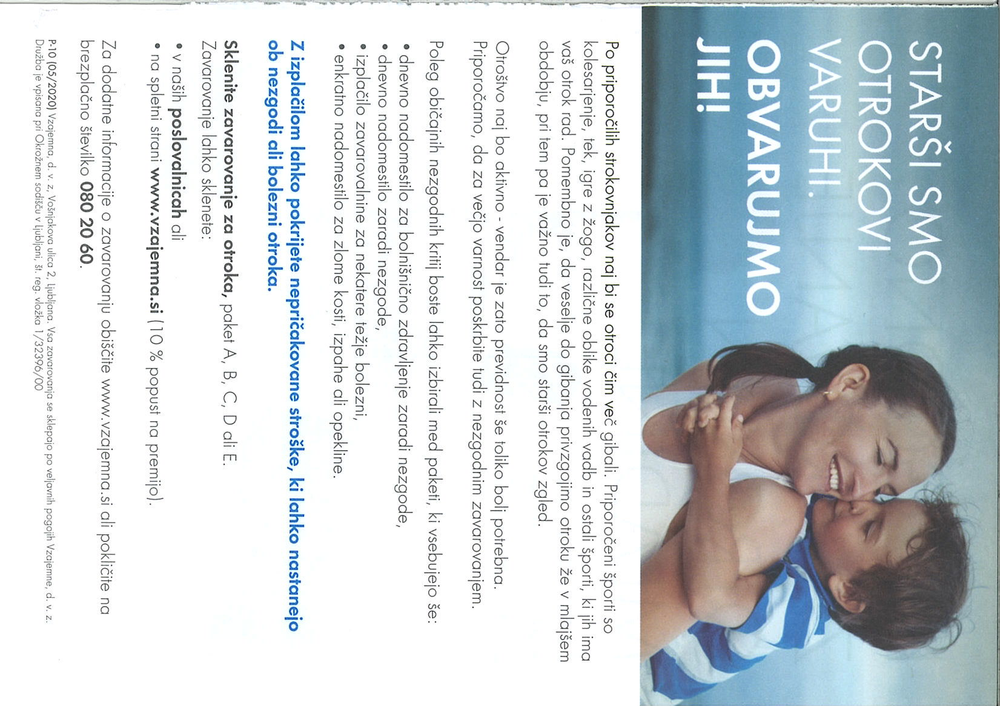 STARŠI SMO
OTROKOVI
VARUHI.
OBVARUJMO
JIH!
Po priporočilih strokovnjakov naj bi se otroci čim več gibali. Priporočeni športi so
kolesarjenje, tek, igre z žogo, različne oblike vodenih vadb in ostali športi, ki jih ima
vaš otrok rad. Pomembno je, da veselje do gibanja privzgojimo otroku že v mlajšem
obdobju, pri tem pa je važno tudi to, da smo starši otrokov zgled.
Otroštvo naj bo aktivno - vendar je zato previdnost še toliko bolj potrebna.
Priporočamo, da za večjo varnost poskrbite tudi z nezgodnim zavarovanjem.
Poleg običajnih nezgodnih kritij boste lahko izbirali med paketi, ki vsebujejo še:
• dnevno nadomestilo za bolnišnično zdravljenje zaradi nezgode,
• dnevno nadomestilo zaradi nezgode,
• izplačilo zavarovalnine za nekatere težje bolezni,
• enkratno nadomestilo za zlome kosti, izpahe ali opekline.
Z izplačilom lahko pokrijete nepričakovane stroške, ki lahko nastanejo
ob nezgodi ali bolezni otroka.
Sklenite zavarovanje za otroka, paket A, B, C, D ali E.
Zavarovanje lahko sklenete:
• v naših poslovalnicah ali
• na spletni strani www.vzajemna.si (10 % popust na premijo).
Za dodatne informacije o zavarovanju obiščite www.vzajemna.si ali pokličite na
brezplačno številko 080 20 60.
P-10 (05/2020) Vzajemna, d. v. z, Vošnjakova ulica 2, Ljubljana. Vsa zavarovanja se sklepajo po veljavnih pogojih Vzajemne, d. v. z.
Družba je vpisana pri Okrožnem sodišču v Ljubljani, št. reg. vložka 1/32396/00